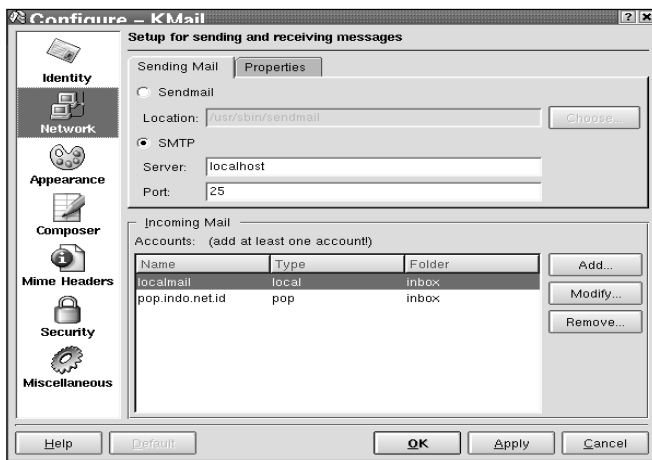 Configure – KMail
Identity
Network
Appearance
Composer
Mime Headers
Security
Miscellaneous
Setup for sending and receiving messages
Sending Mail Properties
Sendmail
Location: /usr/sbin/sendmail Choose...
SMTP
Server: localhost
Port: 25
Incoming Mail
Accounts: (add at least one account!)
Name Type Folder
localmail local inbox
pop.indo.net.id pop inbox
Add...
Modify...
Remove...
Help Default OK Apply Cancel